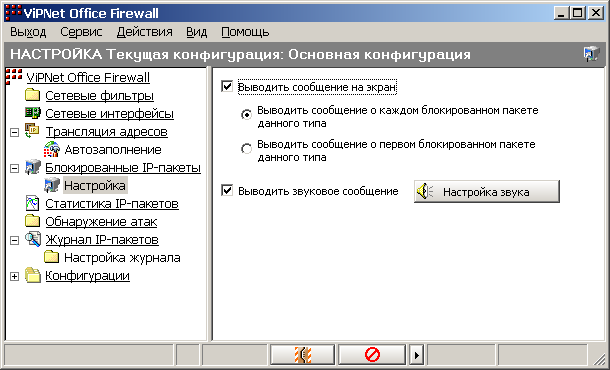 ViPNet Office Firewall
Выход Сервис Действия Вид Помощь
НАСТРОЙКА Текущая конфигурация: Основная конфигурация
ViPNet Office Firewall
Сетевые фильтры
Сетевые интерфейсы
Трансляция адресов
Автозаполнение
Блокированные IP-пакеты
Настройка
Статистика IP-пакетов
Обнаружение атак
Журнал IP-пакетов
Настройка журнала
Конфигурации
Выводить сообщение на экран
Выводить сообщение о каждом блокированном пакете
данного типа
Выводить сообщение о первом блокированном пакете
данного типа
Выводить звуковое сообщение
Настройка звука